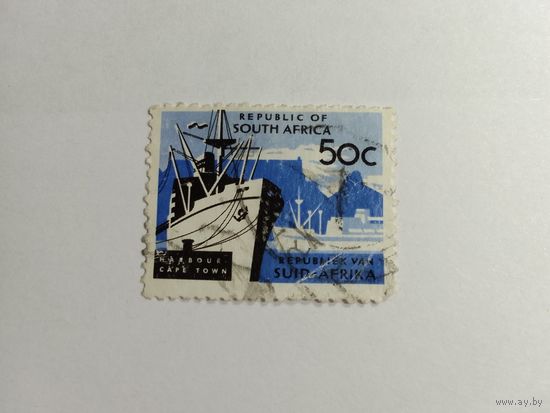 REPUBLIC OF
SOUTH AFRICA
50c
REPUBLIEK VAN
SUID-AFRIKA
HARBOUR
CAPE TOWN
www.ay.by